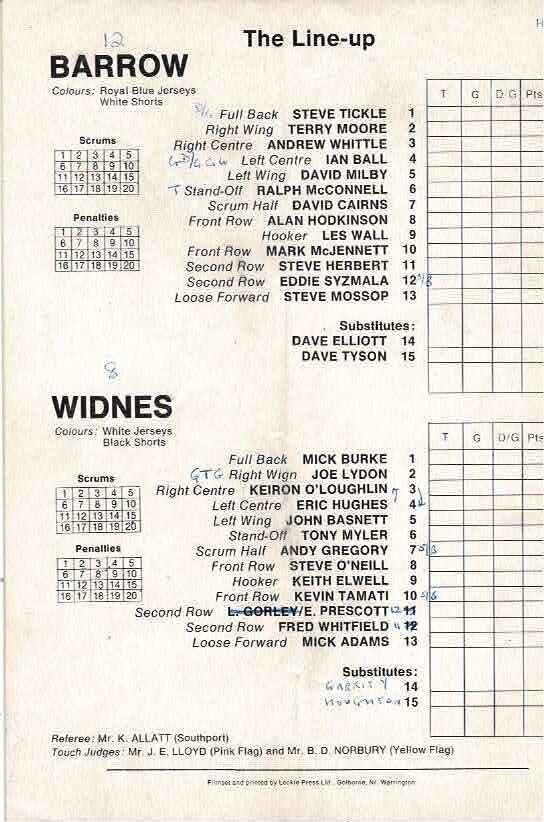 The Line-up
12
BARROW
Colours: Royal Blue Jerseys
White Shorts
T G D G Pts
Scrums
1 2 3 4 5
6 7 8 9 10
11 12 13 14 15
16 17 18 19 20
Penalties
1 2 3 4 5
6 7 8 9 10
11 12 13 14 15
16 17 18 19 20
Full Back STEVE TICKLE 1
Right Wing TERRY MOORE 2
Right Centre ANDREW WHITTLE 3
Left Centre IAN BALL 4
Left Wing DAVID MILBY 5
T Stand-Off RALPH McCONNELL 6
Scrum Half DAVID CAIRNS 7
Front Row ALAN HODKINSON 8
Hooker LES WALL 9
Front Row MARK McJENNETT 10
Second Row STEVE HERBERT 11
Second Row EDDIE SYZMALA 12 S/B
Loose Forward STEVE MOSSOP 13
Substitutes:
DAVE ELLIOTT 14
DAVE TYSON 15
8
WIDNES
Colours: White Jerseys
Black Shorts
T G D/G Pts
Scrums
1 2 3 4 5
6 7 8 9 10
11 12 13 14 15
16 17 18 19 20
Penalties
1 2 3 4 5
6 7 8 9 10
11 12 13 14 15
16 17 18 19 20
Full Back MICK BURKE 1
GTG Right Wign JOE LYDON 2
Right Centre KEIRON O'LOUGHLIN 3
Left Centre ERIC HUGHES 4
Left Wing JOHN BASNETT 5
Stand-Off TONY MYLER 6
Scrum Half ANDY GREGORY 7 S/B
Front Row STEVE O'NEILL 8
Hooker KEITH ELWELL 9
Front Row KEVIN TAMATI 10 S/B
Second Row L. GORLEY/E. PRESCOTT 12 11
Second Row FRED WHITFIELD 11 12
Loose Forward MICK ADAMS 13
Substitutes:
GARRITY 14
HOUGHTON 15
Referee: Mr. K. ALLATT (Southport)
Touch Judges: Mr. J. E. LLOYD (Pink Flag) and Mr. B. D. NORBURY (Yellow Flag)
Filmset and printed by Leckie Press Ltd., Golborne, Nr. Warrington